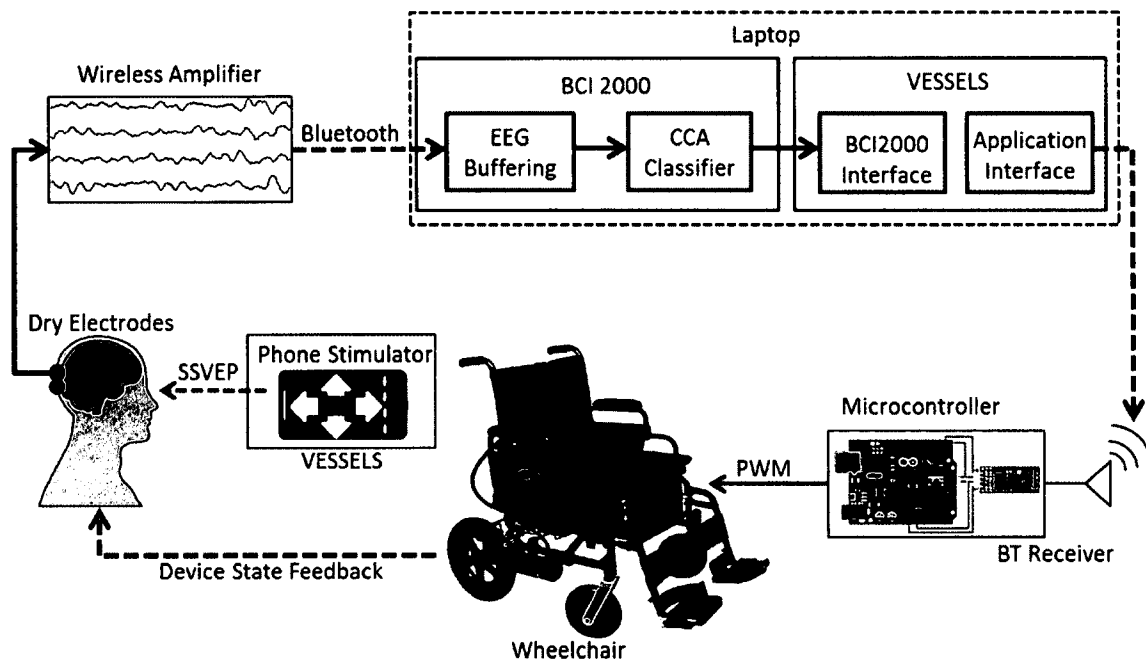 Laptop
Wireless Amplifier
BCI 2000
VESSELS
Bluetooth
EEG
Buffering
CCA
Classifier
BCI2000
Interface
Application
Interface
Dry Electrodes
SSVEP
Phone Stimulator
VESSELS
Microcontroller
PWM
BT Receiver
Device State Feedback
Wheelchair